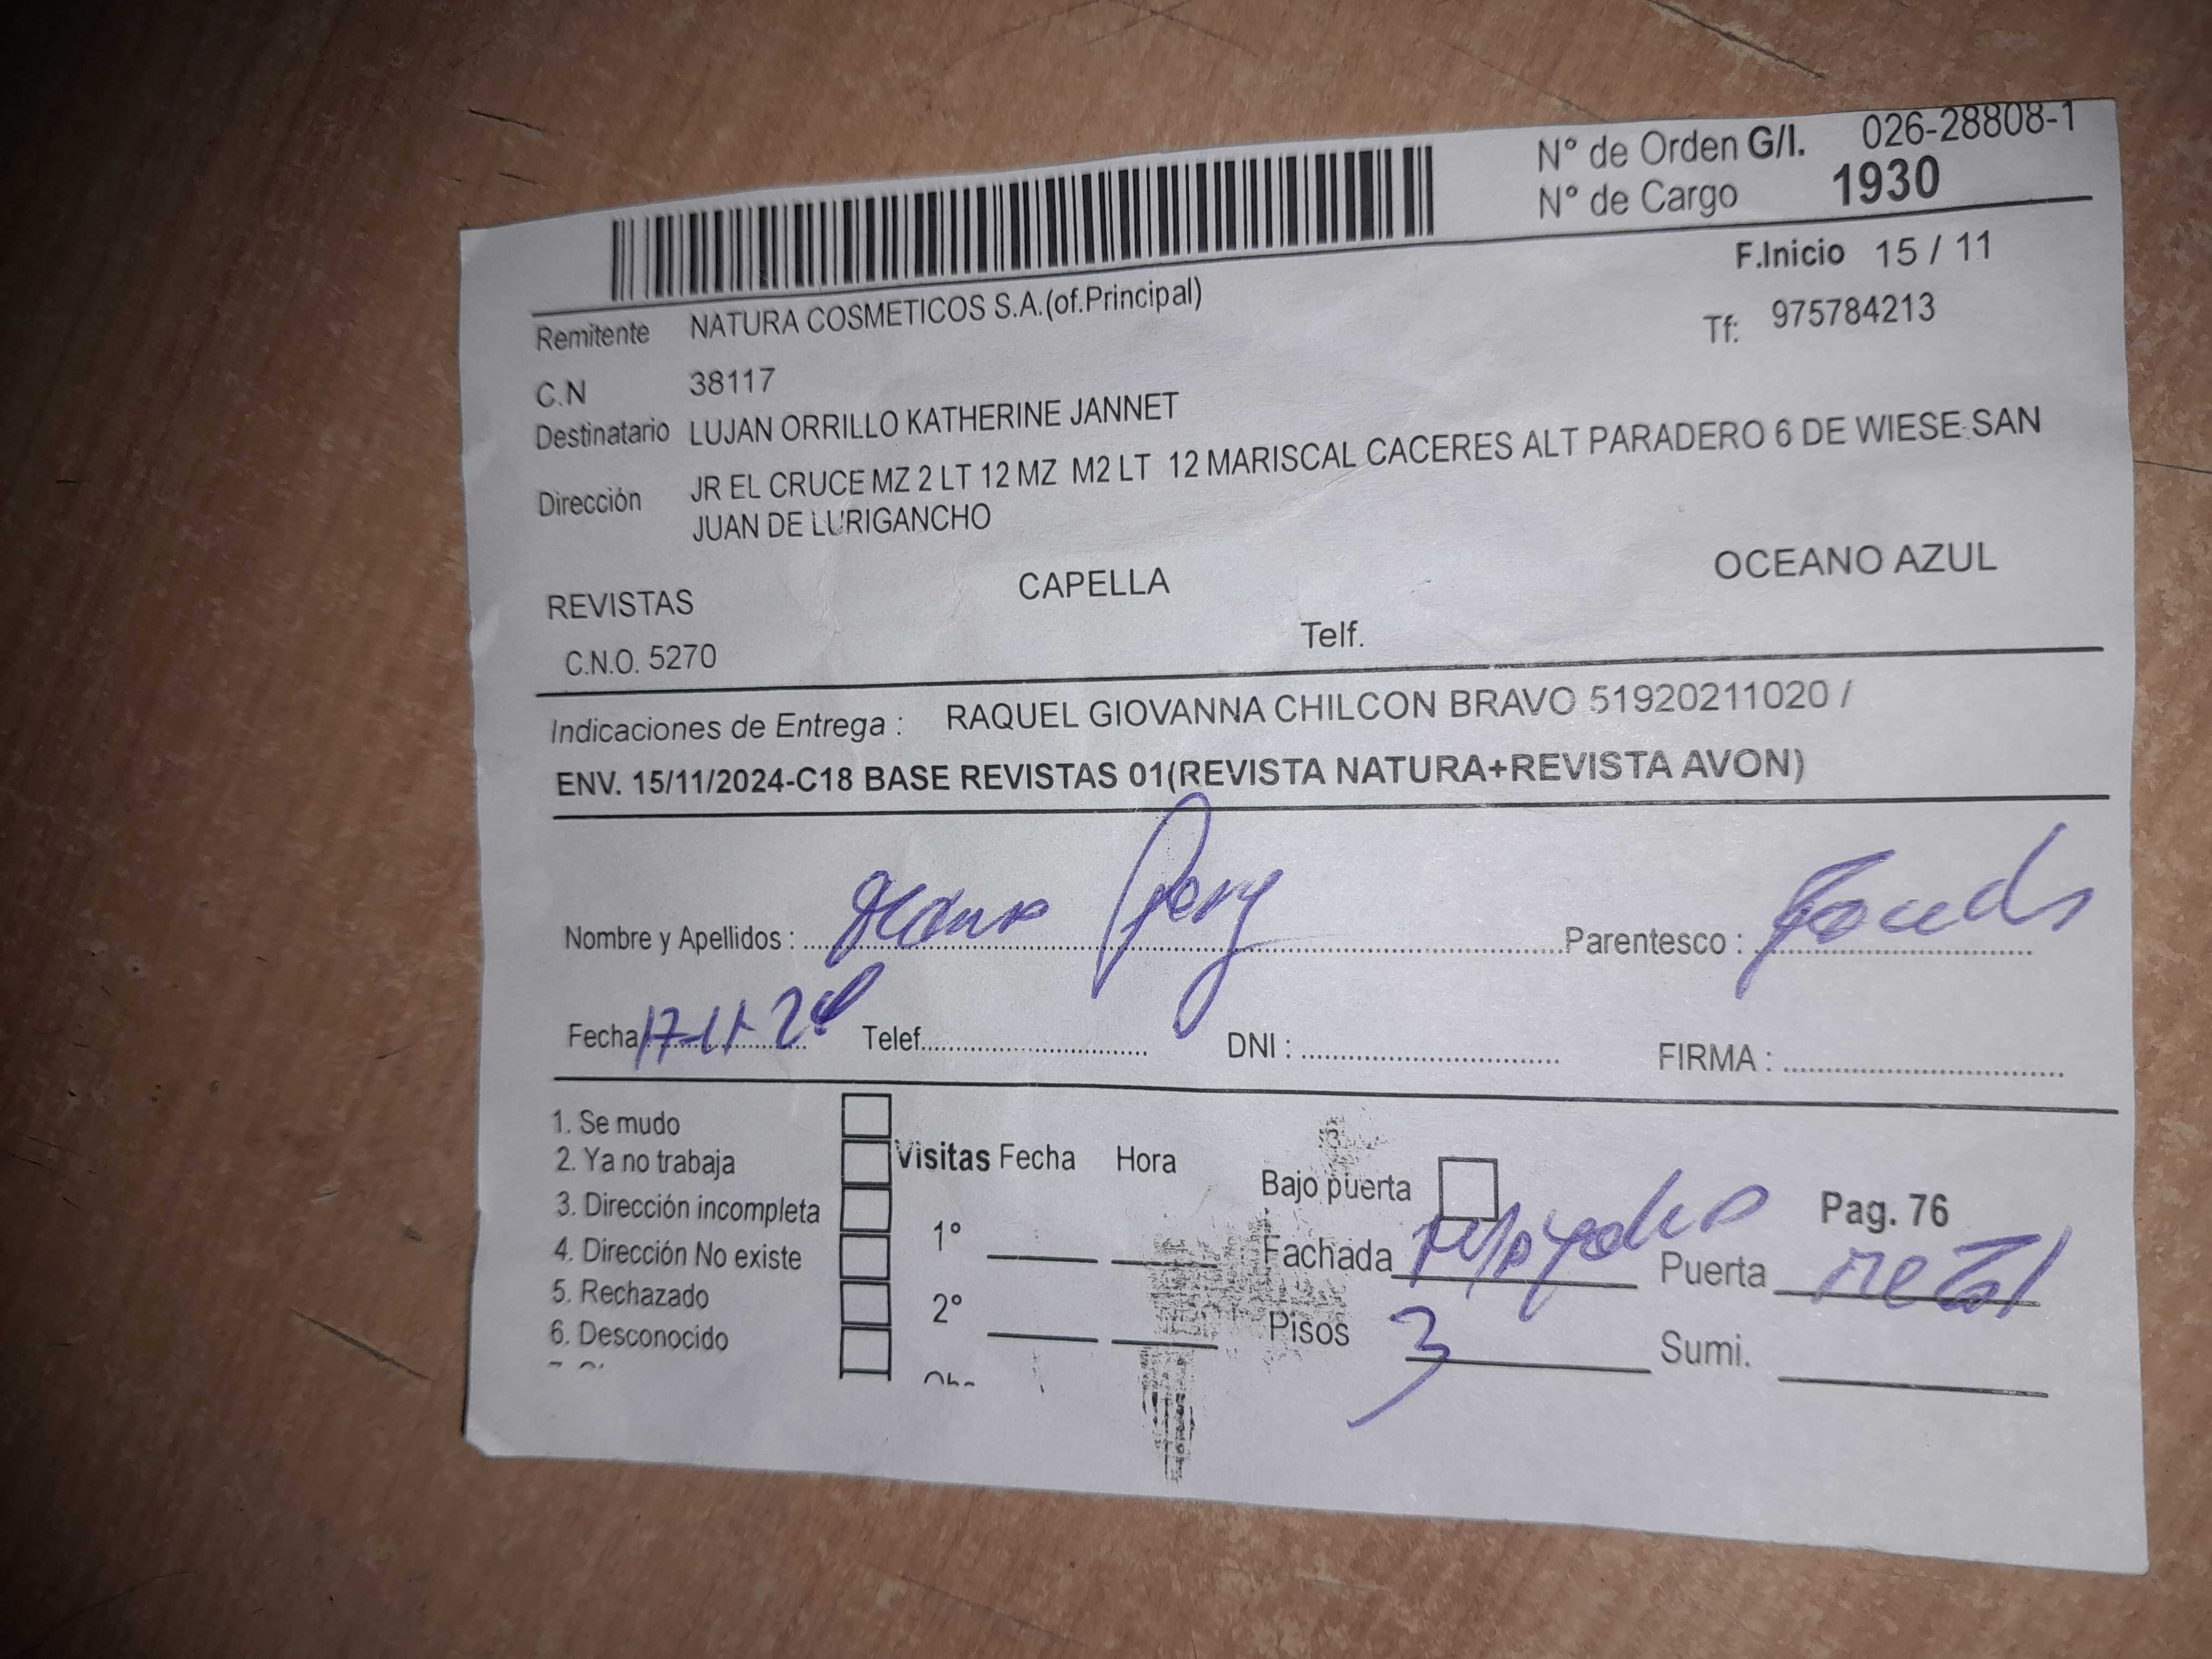 N° de Orden G/I. 026-28808-1
N° de Cargo 1930
F.Inicio 15 / 11
Remitente NATURA COSMETICOS S.A.(of.Principal)
Tf: 975784213
C.N 38117
Destinatario LUJAN ORRILLO KATHERINE JANNET
Dirección JR EL CRUCE MZ 2 LT 12 MZ M2 LT 12 MARISCAL CACERES ALT PARADERO 6 DE WIESE SAN
JUAN DE LURIGANCHO
REVISTAS CAPELLA OCEANO AZUL
C.N.O. 5270 Telf.
Indicaciones de Entrega : RAQUEL GIOVANNA CHILCON BRAVO 51920211020 /
ENV. 15/11/2024-C18 BASE REVISTAS 01(REVISTA NATURA+REVISTA AVON)
Nombre y Apellidos : Parentesco :
Fecha 17-11-24 Telef. DNI : FIRMA :
1. Se mudo
2. Ya no trabaja
3. Dirección incompleta
4. Dirección No existe
5. Rechazado
6. Desconocido
Visitas Fecha Hora
1°
2°
Bajo puerta Pag. 76
Fachada Puerta metal
Pisos 3 Sumi.